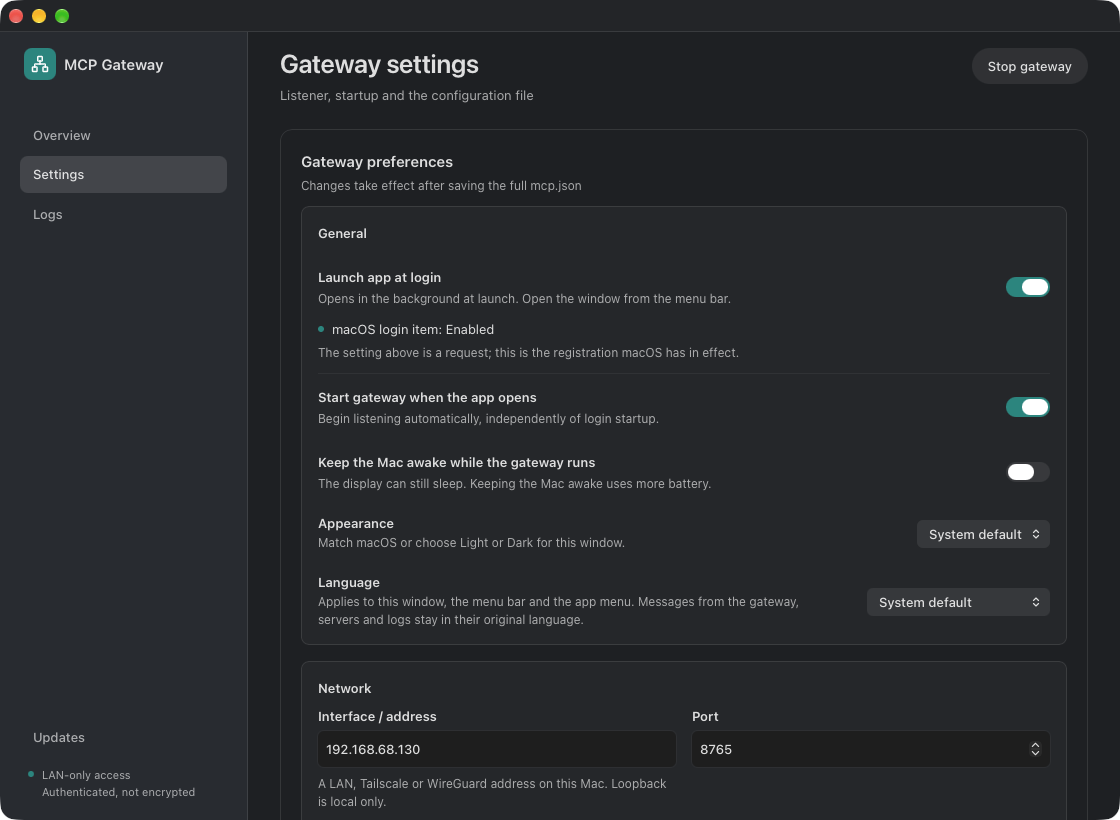 MCP Gateway
Overview
Settings
Logs
Updates
LAN-only access
Authenticated, not encrypted
Gateway settings
Listener, startup and the configuration file
Stop gateway
Gateway preferences
Changes take effect after saving the full mcp.json
General
Launch app at login
Opens in the background at launch. Open the window from the menu bar.
macOS login item: Enabled
The setting above is a request; this is the registration macOS has in effect.
Start gateway when the app opens
Begin listening automatically, independently of login startup.
Keep the Mac awake while the gateway runs
The display can still sleep. Keeping the Mac awake uses more battery.
Appearance
Match macOS or choose Light or Dark for this window.
System default
Language
Applies to this window, the menu bar and the app menu. Messages from the gateway,
servers and logs stay in their original language.
System default
Network
Interface / address
192.168.68.130
A LAN, Tailscale or WireGuard address on this Mac. Loopback
is local only.
Port
8765